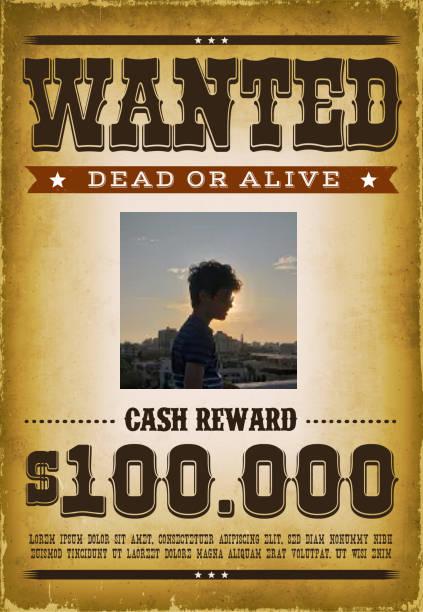 WANTED
DEAD OR ALIVE
CASH REWARD
$100.000
LOREM IPSUM DOLOR SIT AMET, CONSECTETUER ADIPISCING ELIT, SED DIAM NONUMMY NIBH
EUISMOD TINCIDUNT UT LAOREET DOLORE MAGNA ALIQUAM ERAT VOLUTPAT. UT WISI ENIM